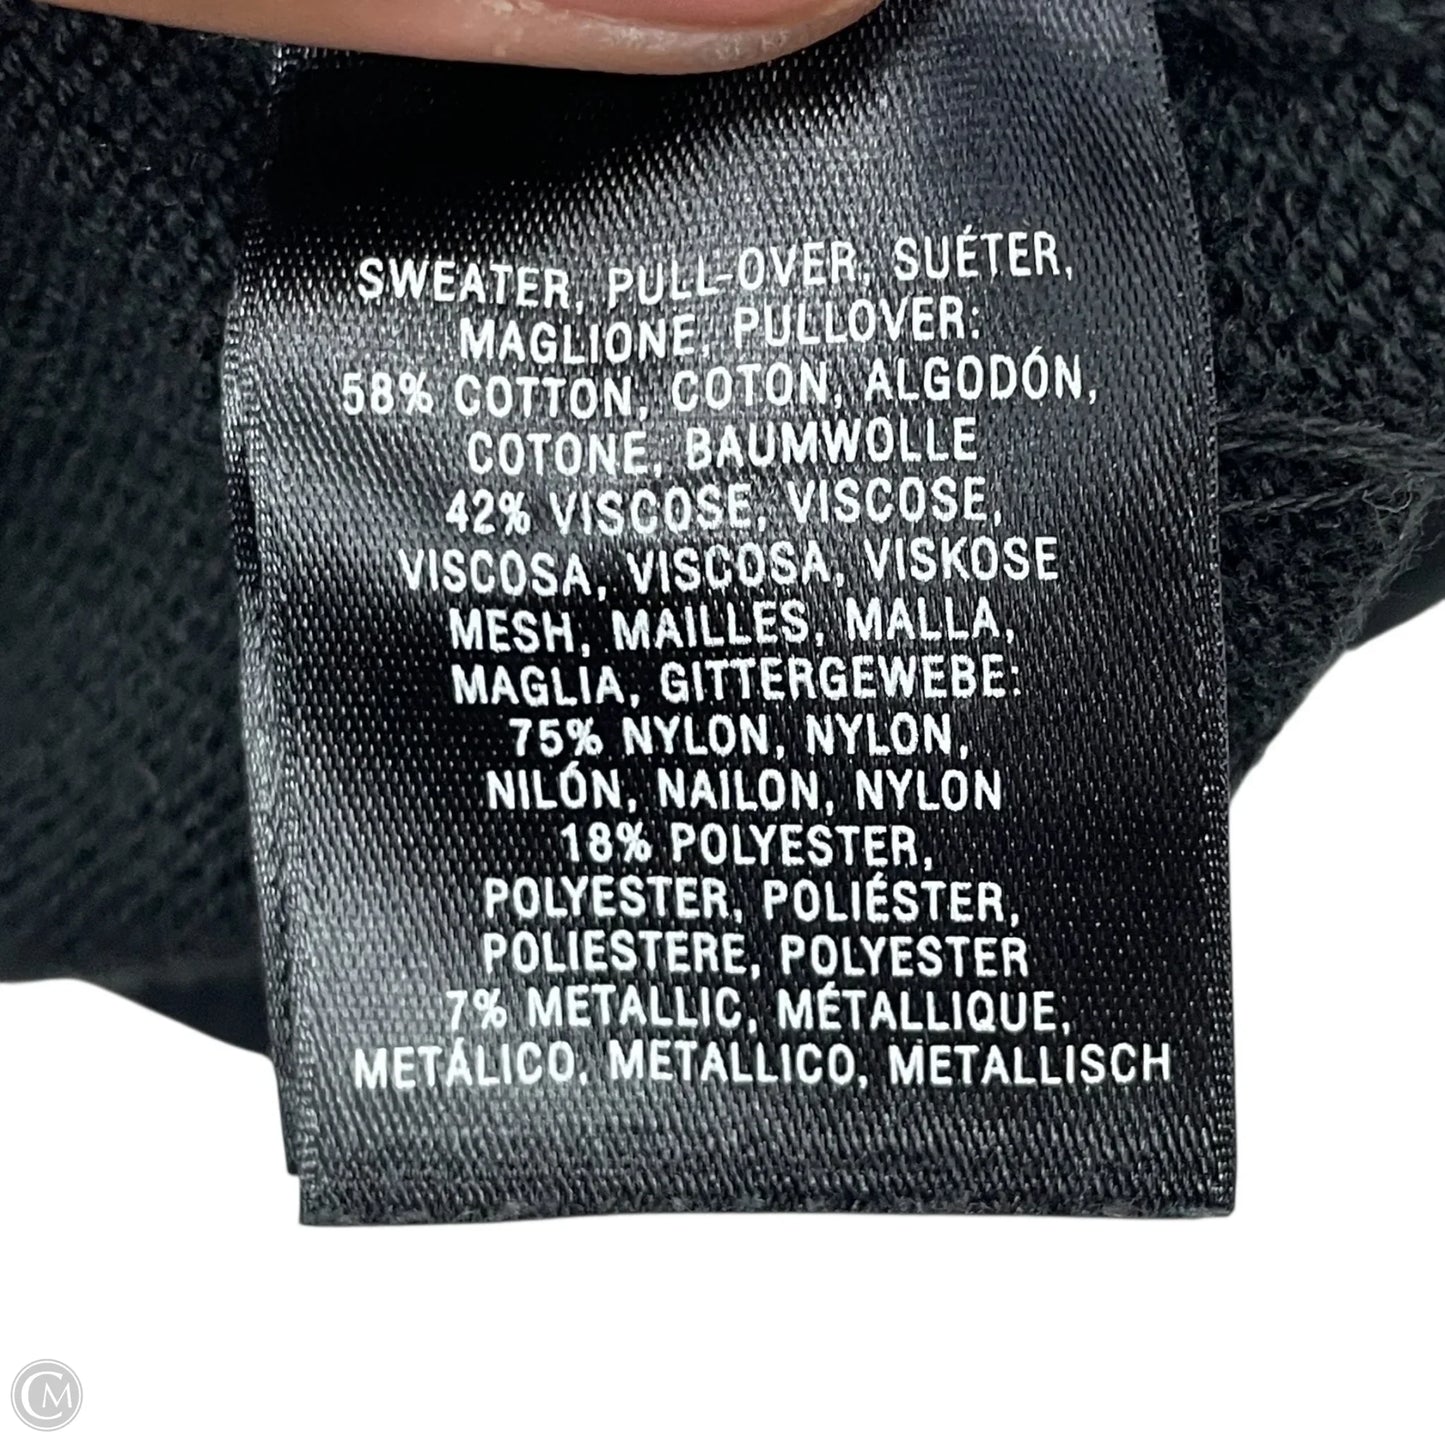 SWEATER, PULL-OVER, SUÉTER,
MAGLIONE, PULLOVER:
58% COTTON, COTON, ALGODÓN,
COTONE, BAUMWOLLE
42% VISCOSE, VISCOSE,
VISCOSA, VISCOSA, VISKOSE
MESH, MAILLES, MALLA,
MAGLIA, GITTERGEWEBE:
75% NYLON, NYLON,
NILÓN, NAILON, NYLON
18% POLYESTER,
POLYESTER, POLIÉSTER,
POLIESTERE, POLYESTER
7% METALLIC, MÉTALLIQUE,
METÁLICO, METALLICO, METALLISCH
CM